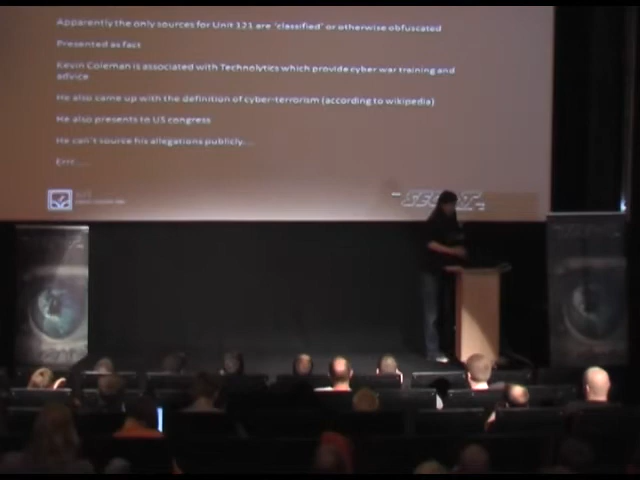 Apparently the only sources for Unit 121 are 'classified' or otherwise obfuscated
Presented as fact
Kevin Coleman is associated with Technolytics which provide cyber war training and
advice
He also came up with the definition of cyber-terrorism (according to wikipedia)
He also presents to US congress
He can't source his allegations publicly...
Erm...